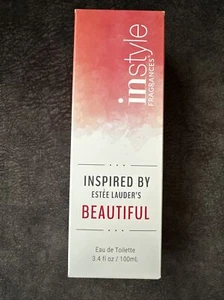 instyle
FRAGRANCES
INSPIRED BY
ESTÉE LAUDER'S
BEAUTIFUL
Eau de Toilette
3.4 fl oz / 100mL